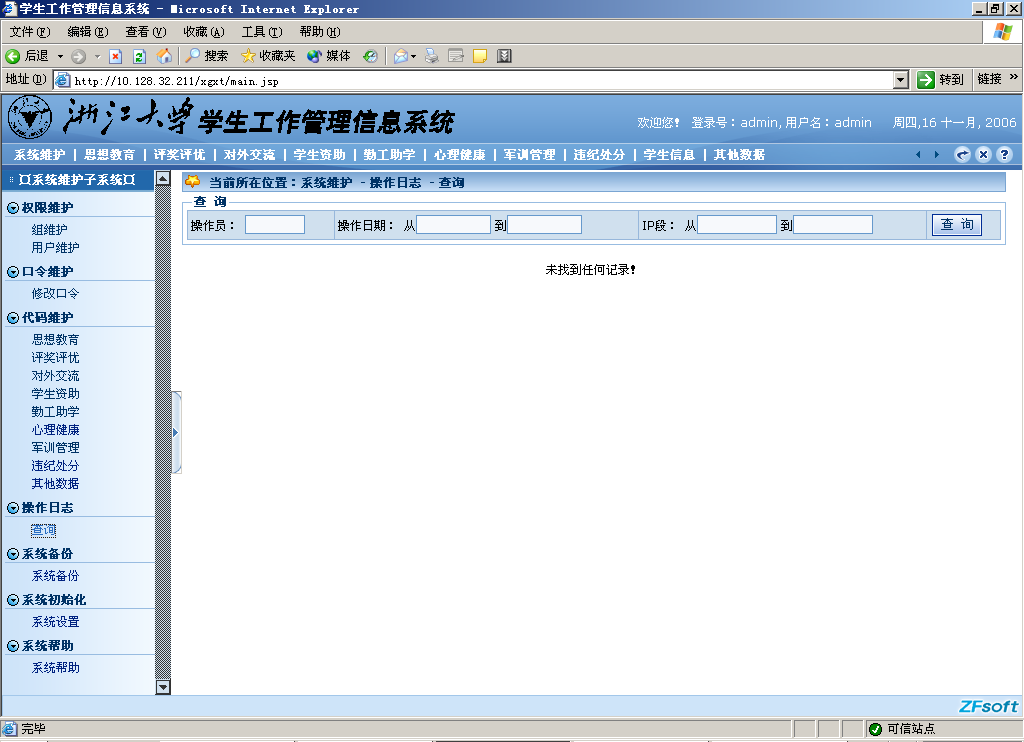 学生工作管理信息系统 - Microsoft Internet Explorer
文件(F) 编辑(E) 查看(V) 收藏(A) 工具(T) 帮助(H)
后退 搜索 收藏夹 媒体
地址(D) http://10.128.32.211/xgxt/main.jsp 转到 链接 »
浙江大学学生工作管理信息系统
欢迎您! 登录号：admin,用户名：admin 周四,16 十一月, 2006
系统维护 | 思想教育 | 评奖评优 | 对外交流 | 学生资助 | 勤工助学 | 心理健康 | 军训管理 | 违纪处分 | 学生信息 | 其他数据
系统维护子系统
权限维护
组维护
用户维护
口令维护
修改口令
代码维护
思想教育
评奖评优
对外交流
学生资助
勤工助学
心理健康
军训管理
违纪处分
其他数据
操作日志
查询
系统备份
系统备份
系统初始化
系统设置
系统帮助
系统帮助
当前所在位置：系统维护 - 操作日志 - 查询
查 询
操作员： 操作日期： 从 到 IP段： 从 到 查 询
未找到任何记录!
ZFsoft
完毕 可信站点